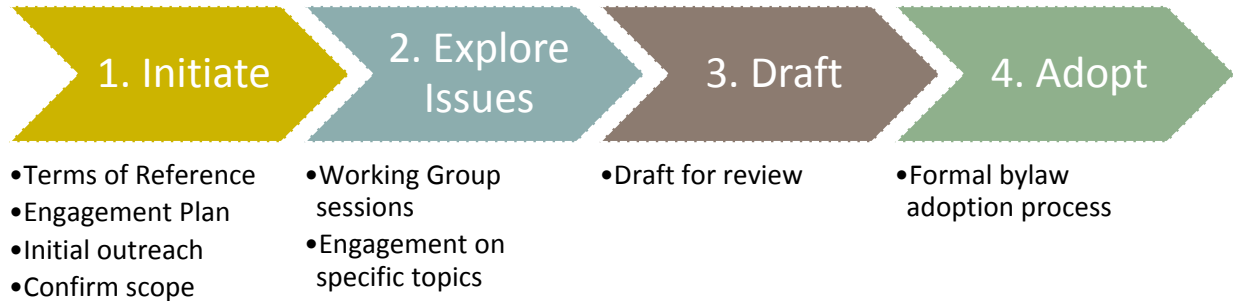 1. Initiate
2. Explore
Issues
3. Draft
4. Adopt
•Terms of Reference
•Engagement Plan
•Initial outreach
•Confirm scope
•Working Group
sessions
•Engagement on
specific topics
•Draft for review
•Formal bylaw
adoption process